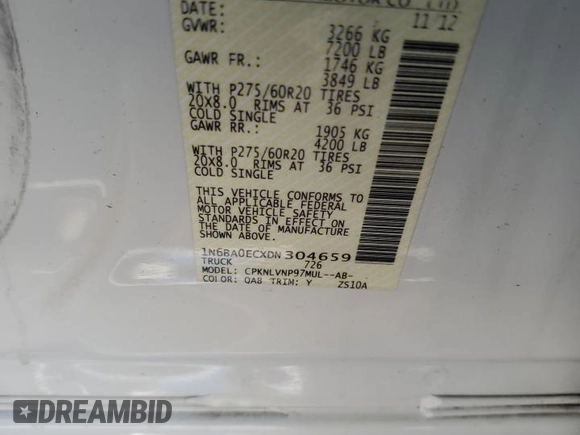 MOTOR CO LTD
DATE: 11/12
GVWR: 3266 KG
7200 LB
GAWR FR.: 1746 KG
3849 LB
WITH P275/60R20 TIRES
20X8.0 RIMS AT 36 PSI
COLD SINGLE
GAWR RR.: 1905 KG
4200 LB
WITH P275/60R20 TIRES
20X8.0 RIMS AT 36 PSI
COLD SINGLE
THIS VEHICLE CONFORMS TO
ALL APPLICABLE FEDERAL
MOTOR VEHICLE SAFETY
STANDARDS IN EFFECT ON
THE DATE OF MANUFACTURE
SHOWN ABOVE.
1N6BA0ECXDN304659
TRUCK 726
MODEL: CPKNLVNP97MUL--AB-
COLOR: QAB TRIM: Y ZS10A
DREAMBID